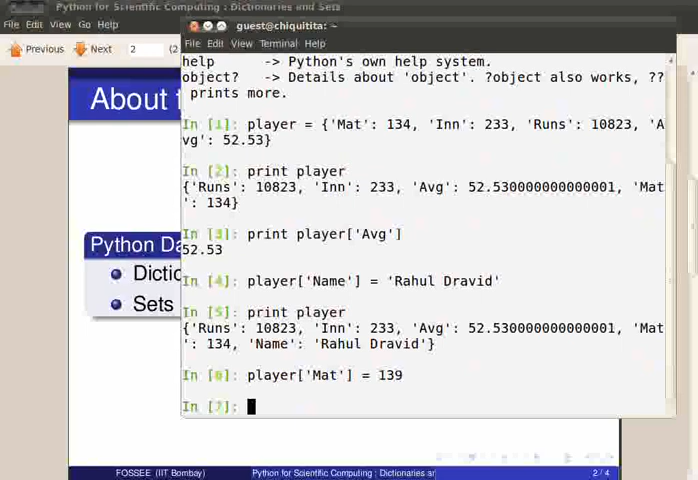 Python for Scientific Computing : Dictionaries and Sets
File Edit View Go Help
Previous Next 2 (2
guest@chiquitita: ~
File Edit View Terminal Help
help -> Python's own help system.
object? -> Details about 'object'. ?object also works, ??
prints more.
In [1]: player = {'Mat': 134, 'Inn': 233, 'Runs': 10823, 'A
vg': 52.53}
In [2]: print player
{'Runs': 10823, 'Inn': 233, 'Avg': 52.530000000000001, 'Mat
': 134}
In [3]: print player['Avg']
52.53
In [4]: player['Name'] = 'Rahul Dravid'
In [5]: print player
{'Runs': 10823, 'Inn': 233, 'Avg': 52.530000000000001, 'Mat
': 134, 'Name': 'Rahul Dravid'}
In [6]: player['Mat'] = 139
In [7]:
About t
Python Da
Dictio
Sets
FOSSEE (IIT Bombay) Python for Scientific Computing : Dictionaries ar 2 / 4